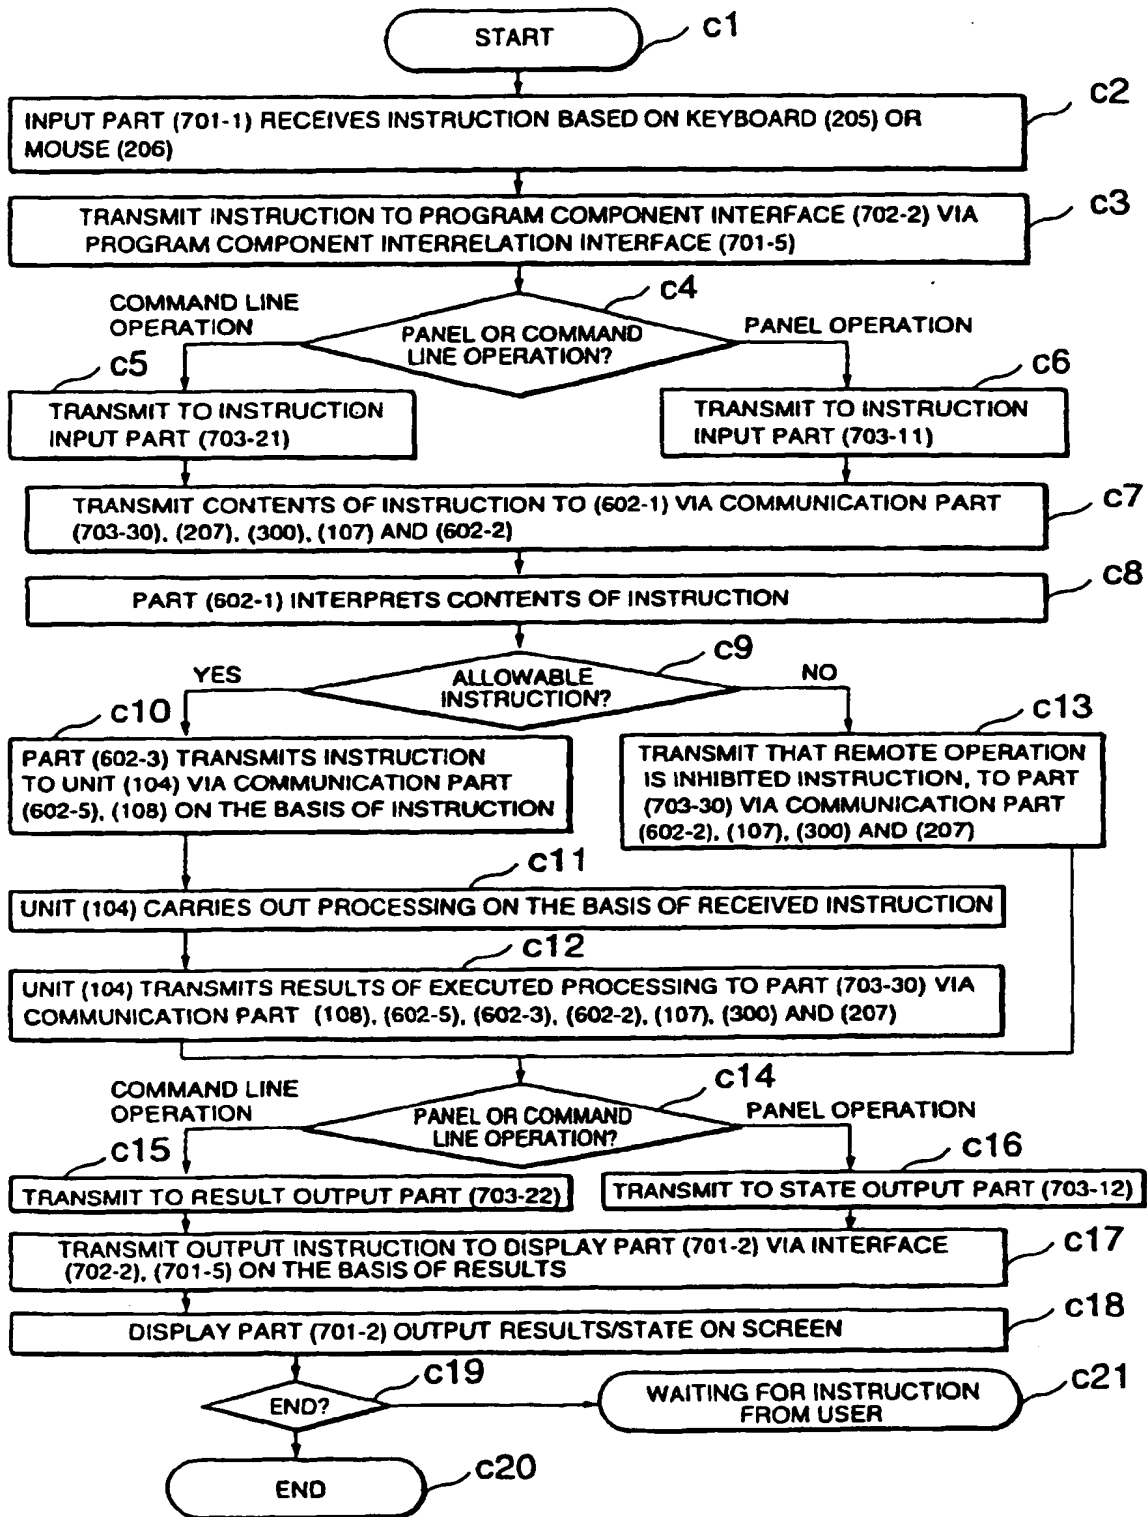 START
c1
c2
INPUT PART (701-1) RECEIVES INSTRUCTION BASED ON KEYBOARD (205) OR
MOUSE (206)
c3
TRANSMIT INSTRUCTION TO PROGRAM COMPONENT INTERFACE (702-2) VIA
PROGRAM COMPONENT INTERRELATION INTERFACE (701-5)
c4
COMMAND LINE
OPERATION
PANEL OR COMMAND
LINE OPERATION?
PANEL OPERATION
c5
TRANSMIT TO INSTRUCTION
INPUT PART (703-21)
c6
TRANSMIT TO INSTRUCTION
INPUT PART (703-11)
TRANSMIT CONTENTS OF INSTRUCTION TO (602-1) VIA COMMUNICATION PART
(703-30), (207), (300), (107) AND (602-2)
c7
c8
PART (602-1) INTERPRETS CONTENTS OF INSTRUCTION
c9
YES
ALLOWABLE
INSTRUCTION?
NO
c10
PART (602-3) TRANSMITS INSTRUCTION
TO UNIT (104) VIA COMMUNICATION PART
(602-5), (108) ON THE BASIS OF INSTRUCTION
c13
TRANSMIT THAT REMOTE OPERATION
IS INHIBITED INSTRUCTION, TO PART
(703-30) VIA COMMUNICATION PART
(602-2), (107), (300) AND (207)
c11
UNIT (104) CARRIES OUT PROCESSING ON THE BASIS OF RECEIVED INSTRUCTION
c12
UNIT (104) TRANSMITS RESULTS OF EXECUTED PROCESSING TO PART (703-30) VIA
COMMUNICATION PART (108), (602-5), (602-3), (602-2), (107), (300) AND (207)
c14
COMMAND LINE
OPERATION
PANEL OR COMMAND
LINE OPERATION?
PANEL OPERATION
c15
TRANSMIT TO RESULT OUTPUT PART (703-22)
c16
TRANSMIT TO STATE OUTPUT PART (703-12)
TRANSMIT OUTPUT INSTRUCTION TO DISPLAY PART (701-2) VIA INTERFACE
(702-2), (701-5) ON THE BASIS OF RESULTS
c17
DISPLAY PART (701-2) OUTPUT RESULTS/STATE ON SCREEN
c18
c19
END?
WAITING FOR INSTRUCTION
FROM USER
c21
END
c20